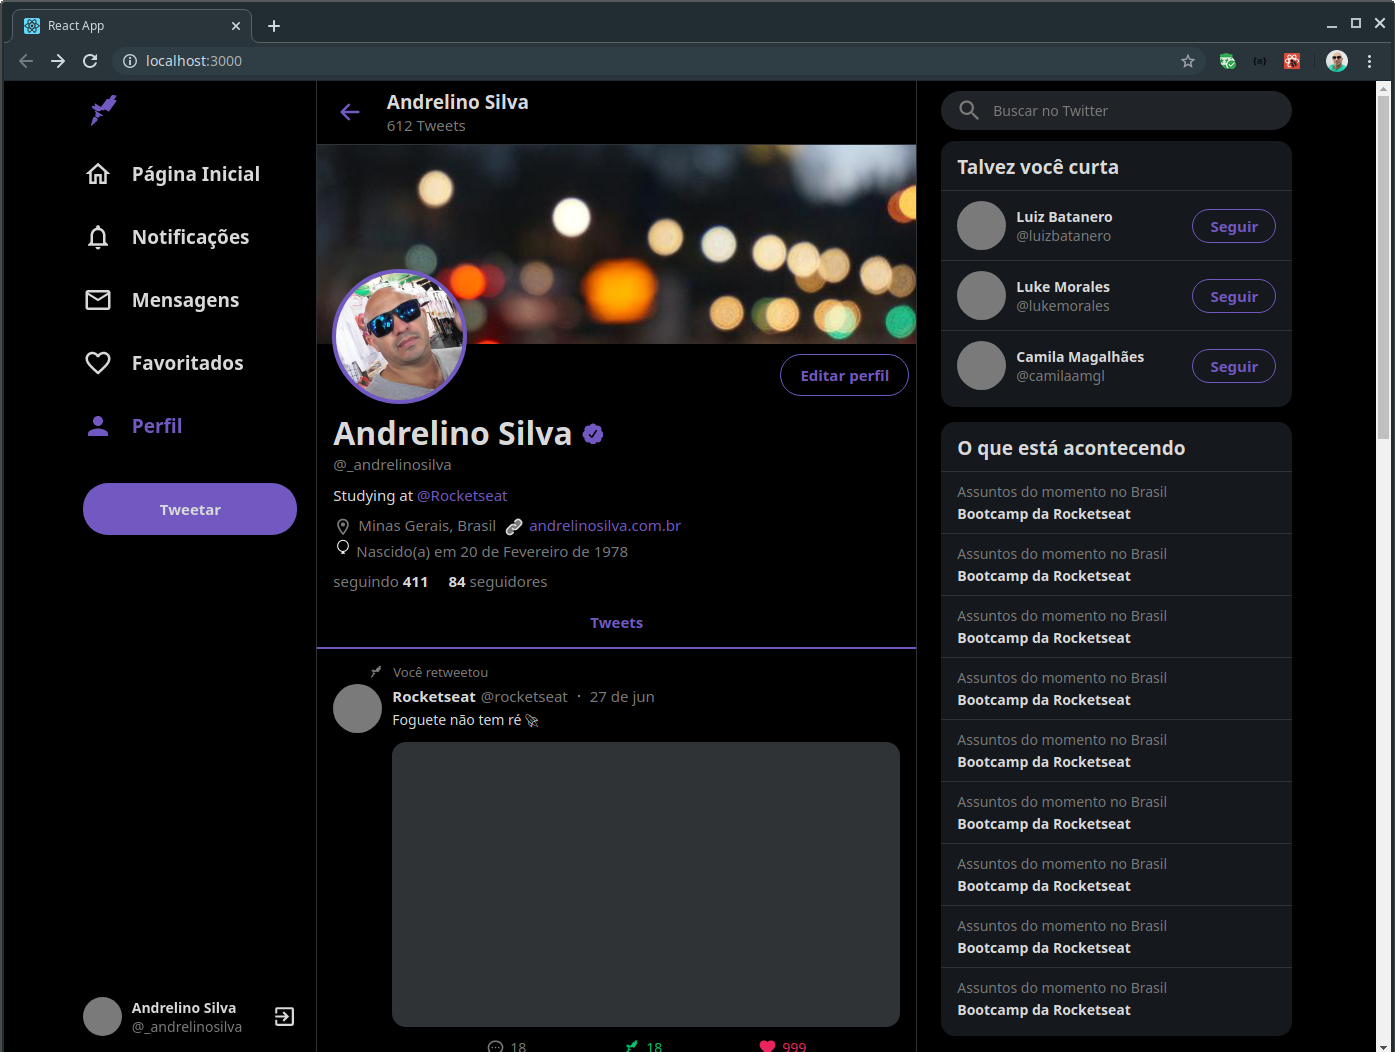 React App
localhost:3000
Página Inicial
Notificações
Mensagens
Favoritados
Perfil
Tweetar
Andrelino Silva
@_andrelinosilva
Andrelino Silva
612 Tweets
Editar perfil
Andrelino Silva
@_andrelinosilva
Studying at @Rocketseat
Minas Gerais, Brasil andrelinosilva.com.br
Nascido(a) em 20 de Fevereiro de 1978
seguindo 411 84 seguidores
Tweets
Você retweetou
Rocketseat @rocketseat · 27 de jun
Foguete não tem ré 🚀
18 18 999
Buscar no Twitter
Talvez você curta
Luiz Batanero
@luizbatanero
Seguir
Luke Morales
@lukemorales
Seguir
Camila Magalhães
@camilaamgl
Seguir
O que está acontecendo
Assuntos do momento no Brasil
Bootcamp da Rocketseat
Assuntos do momento no Brasil
Bootcamp da Rocketseat
Assuntos do momento no Brasil
Bootcamp da Rocketseat
Assuntos do momento no Brasil
Bootcamp da Rocketseat
Assuntos do momento no Brasil
Bootcamp da Rocketseat
Assuntos do momento no Brasil
Bootcamp da Rocketseat
Assuntos do momento no Brasil
Bootcamp da Rocketseat
Assuntos do momento no Brasil
Bootcamp da Rocketseat
Assuntos do momento no Brasil
Bootcamp da Rocketseat